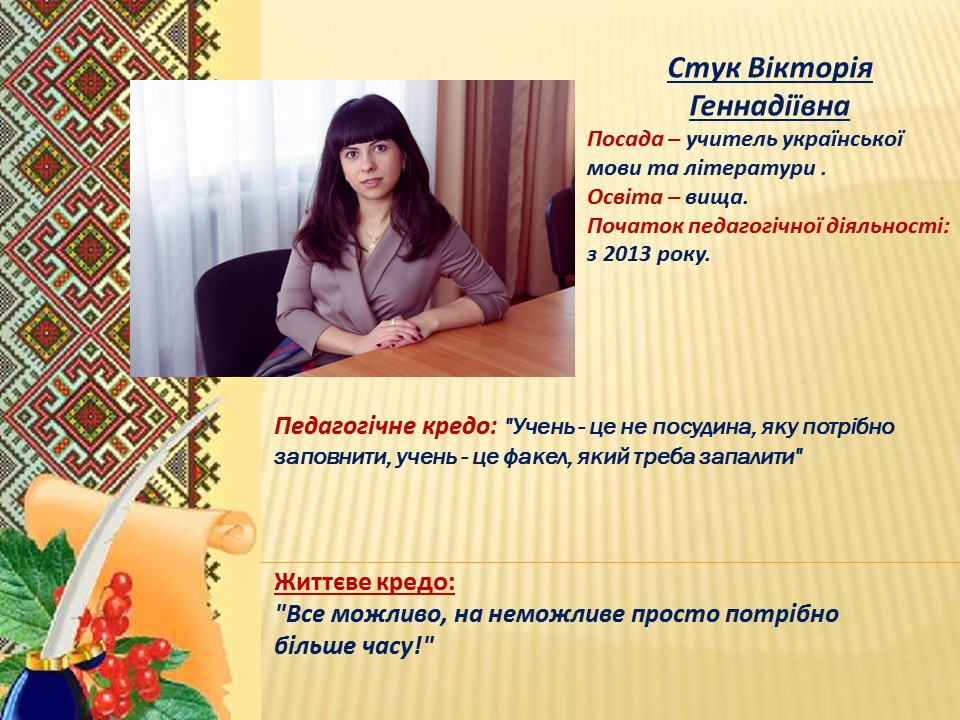 Стук Вікторія
Геннадіївна
Посада – учитель української
мови та літератури .
Освіта – вища.
Початок педагогічної діяльності:
з 2013 року.
Педагогічне кредо: "Учень - це не посудина, яку потрібно
заповнити, учень - це факел, який треба запалити"
Життєве кредо:
"Все можливо, на неможливе просто потрібно
більше часу!"